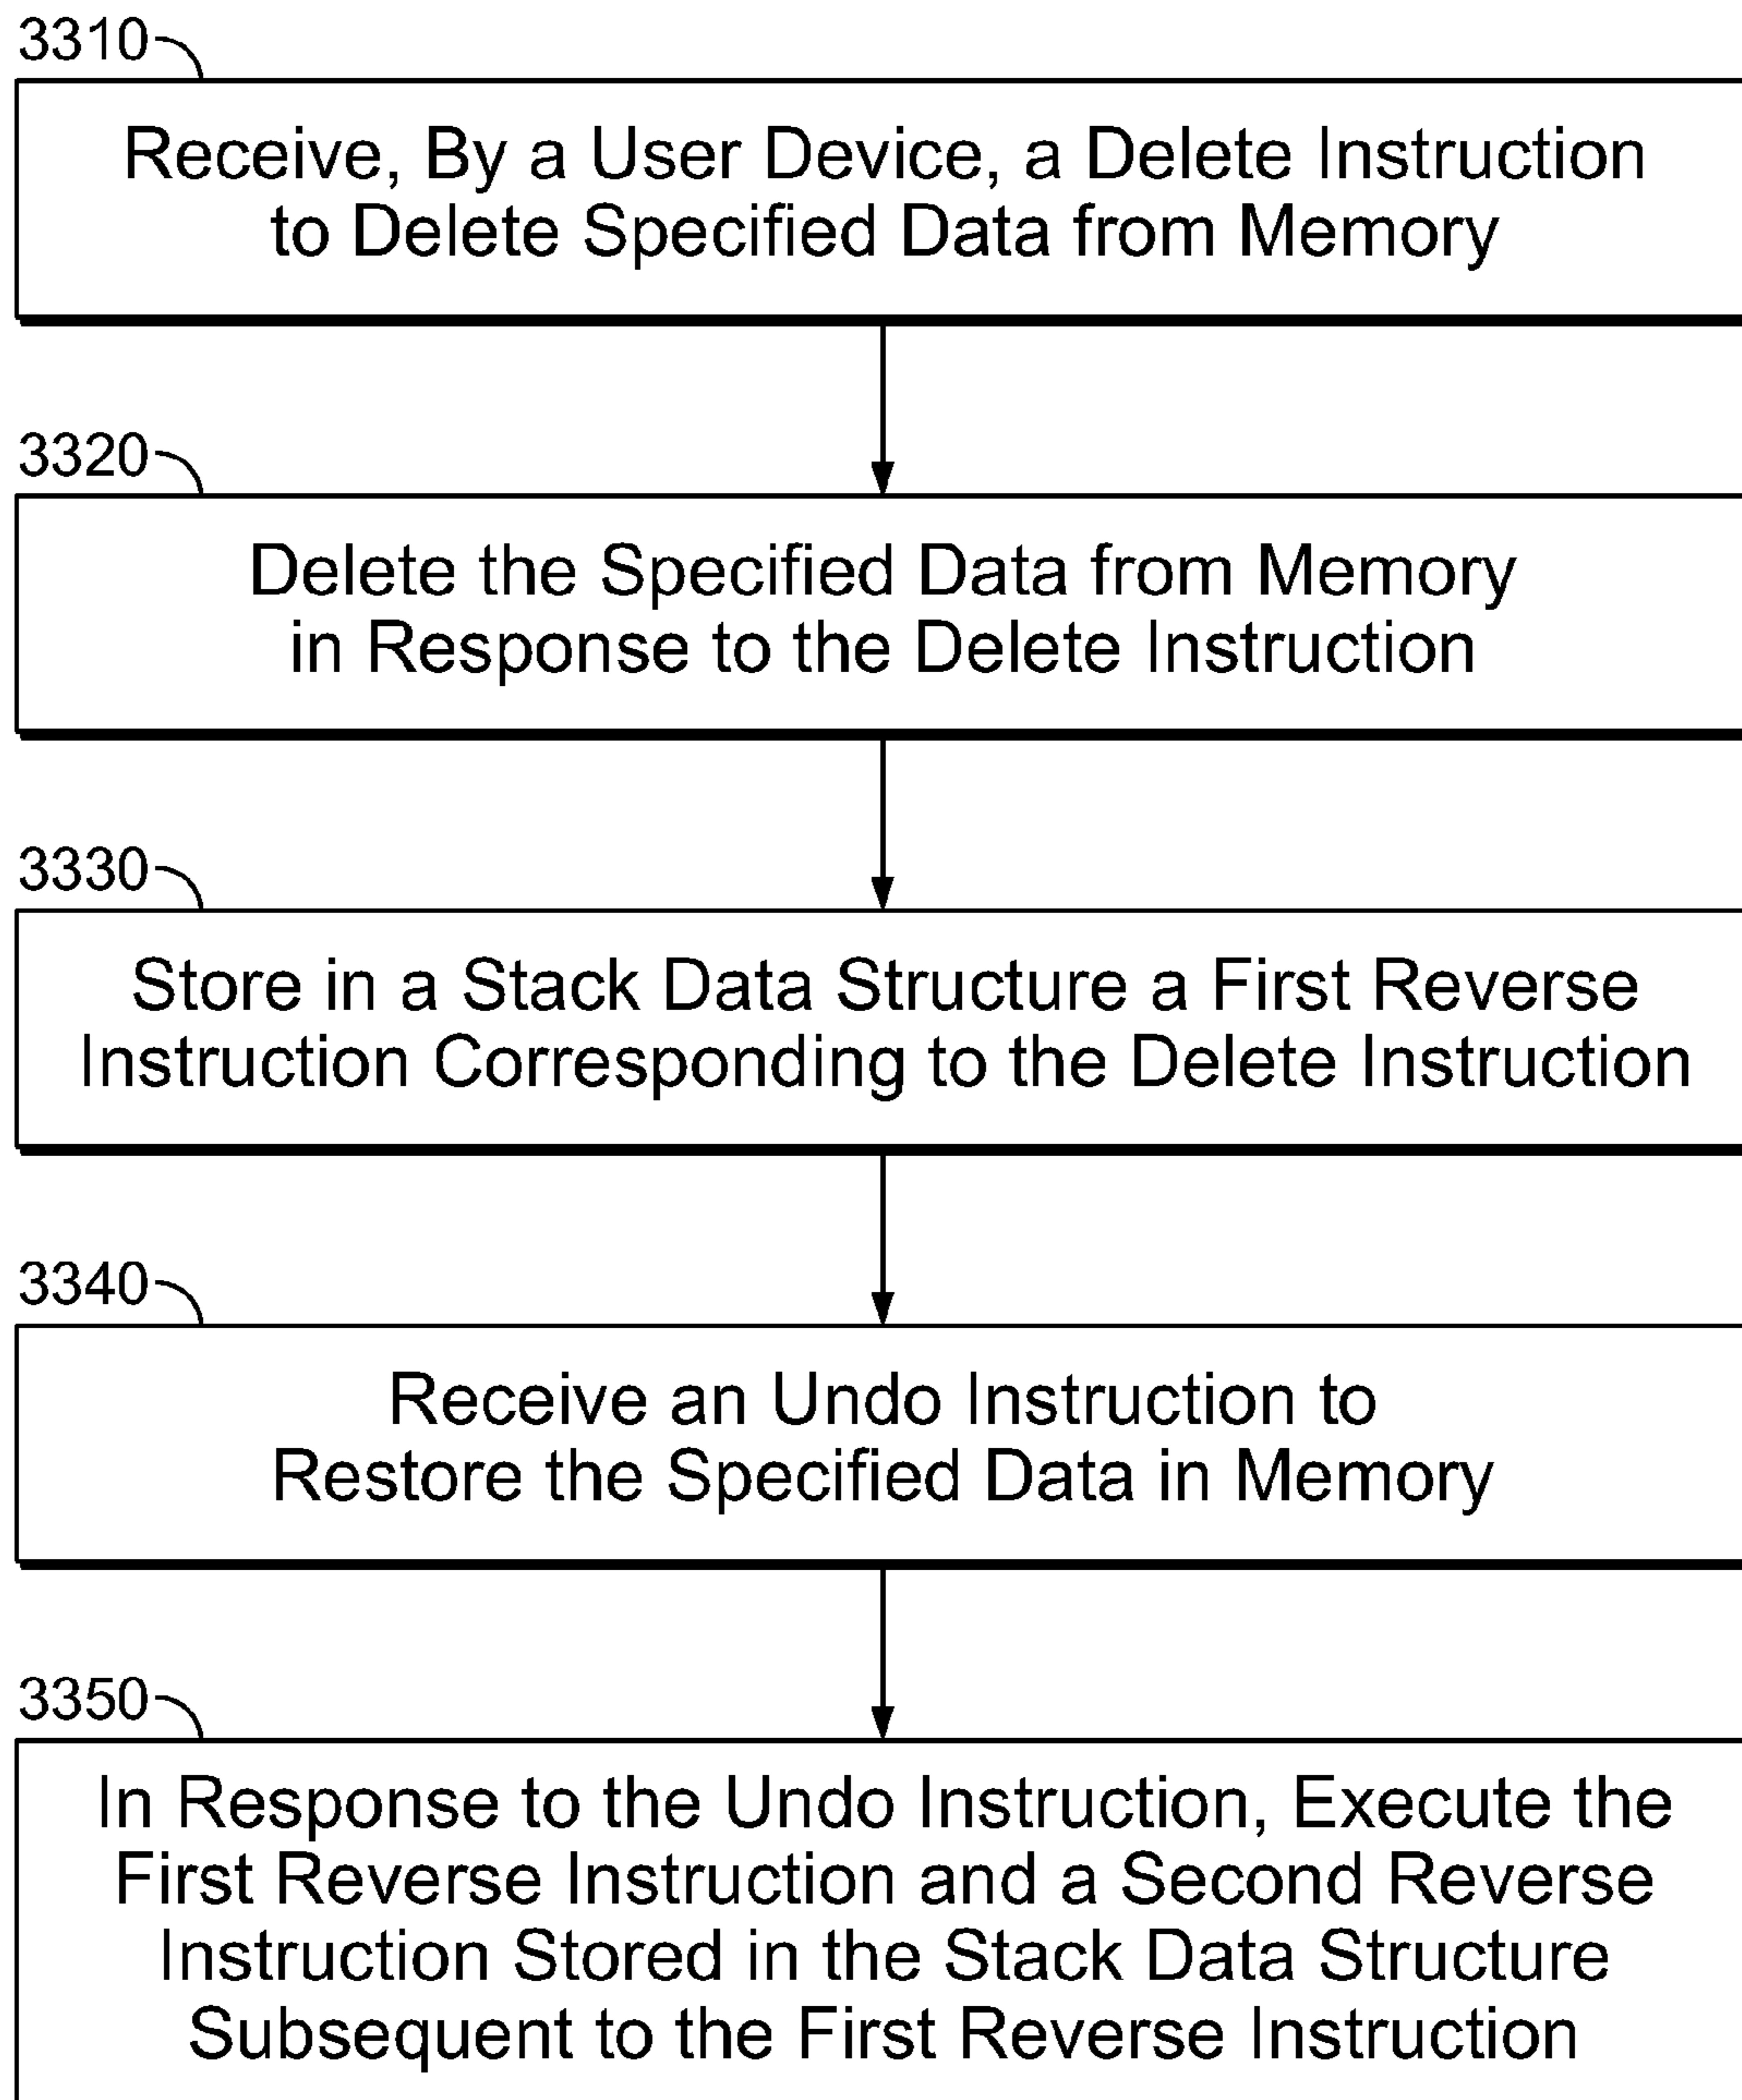 3310
Receive, By a User Device, a Delete Instruction
to Delete Specified Data from Memory
3320
Delete the Specified Data from Memory
in Response to the Delete Instruction
3330
Store in a Stack Data Structure a First Reverse
Instruction Corresponding to the Delete Instruction
3340
Receive an Undo Instruction to
Restore the Specified Data in Memory
3350
In Response to the Undo Instruction, Execute the
First Reverse Instruction and a Second Reverse
Instruction Stored in the Stack Data Structure
Subsequent to the First Reverse Instruction